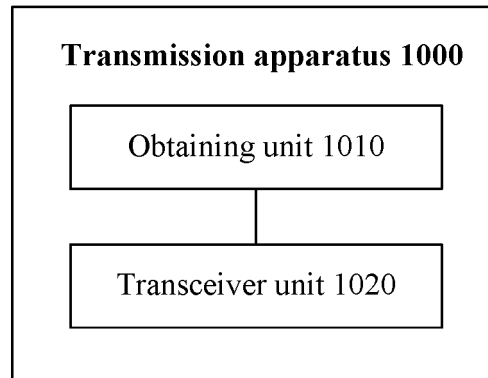 Transmission apparatus 1000
Obtaining unit 1010
Transceiver unit 1020